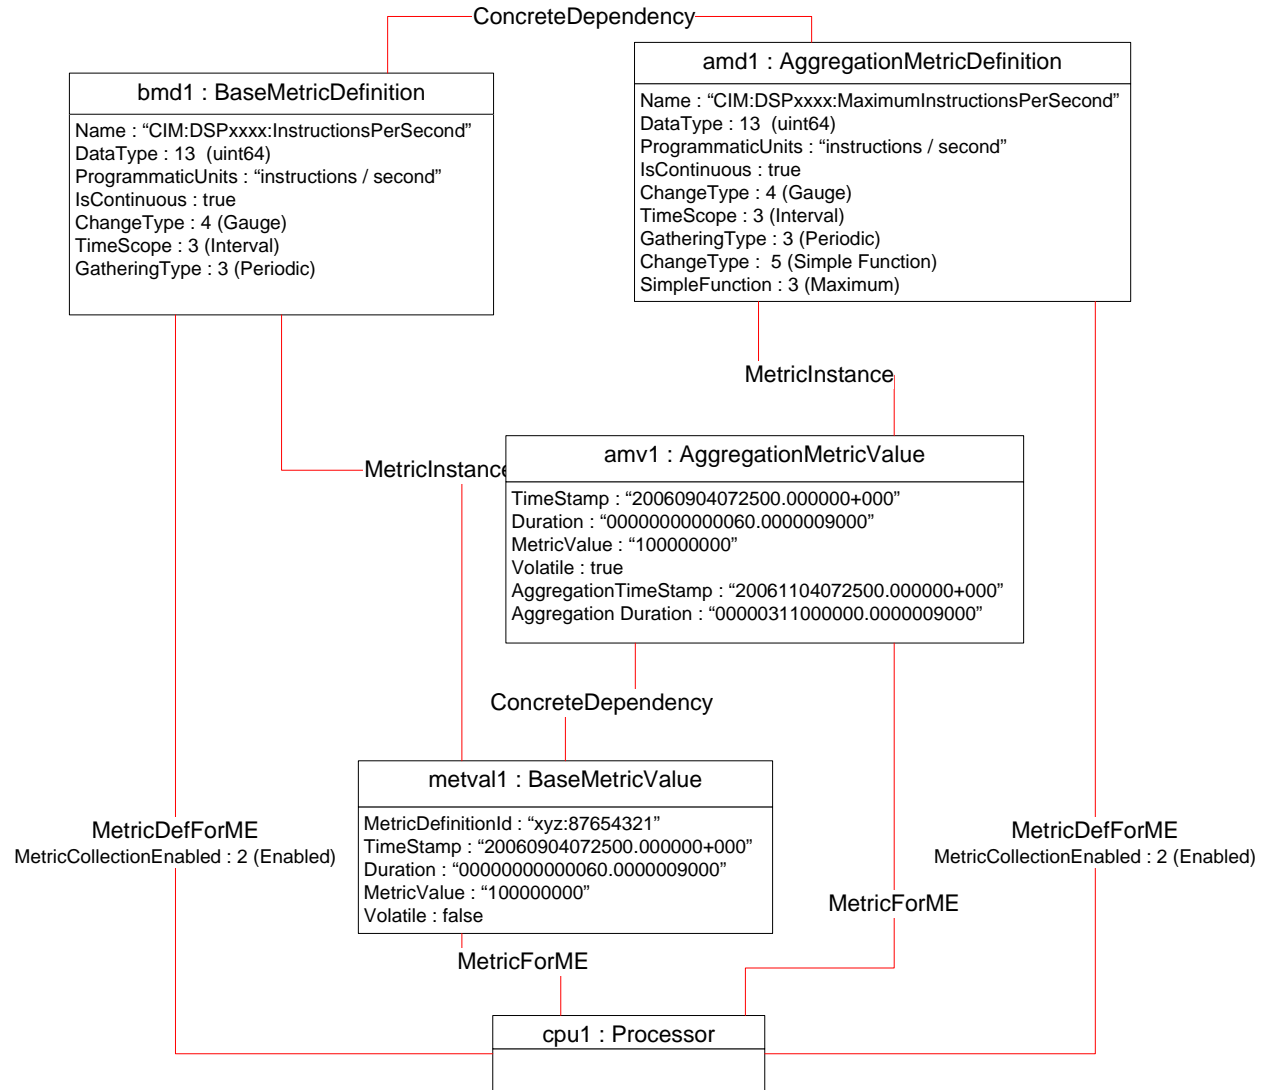 ConcreteDependency
bmd1 : BaseMetricDefinition
Name : “CIM:DSPxxxx:InstructionsPerSecond”
DataType : 13  (uint64)
ProgrammaticUnits : “instructions / second”
IsContinuous : true
ChangeType : 4 (Gauge)
TimeScope : 3 (Interval)
GatheringType : 3 (Periodic)
amd1 : AggregationMetricDefinition
Name : “CIM:DSPxxxx:MaximumInstructionsPerSecond”
DataType : 13  (uint64)
ProgrammaticUnits : “instructions / second”
IsContinuous : true
ChangeType : 4 (Gauge)
TimeScope : 3 (Interval)
GatheringType : 3 (Periodic)
ChangeType :  5 (Simple Function)
SimpleFunction : 3 (Maximum)
MetricInstance
MetricInstance
amv1 : AggregationMetricValue
TimeStamp : “20060904072500.000000+000”
Duration : “00000000000060.0000009000”
MetricValue : “100000000”
Volatile : true
AggregationTimeStamp : “20061104072500.000000+000”
Aggregation Duration : “00000311000000.0000009000”
ConcreteDependency
metval1 : BaseMetricValue
MetricDefinitionId : “xyz:87654321”
TimeStamp : “20060904072500.000000+000”
Duration : “00000000000060.0000009000”
MetricValue : “100000000”
Volatile : false
MetricDefForME
MetricCollectionEnabled : 2 (Enabled)
MetricDefForME
MetricCollectionEnabled : 2 (Enabled)
MetricForME
MetricForME
cpu1 : Processor